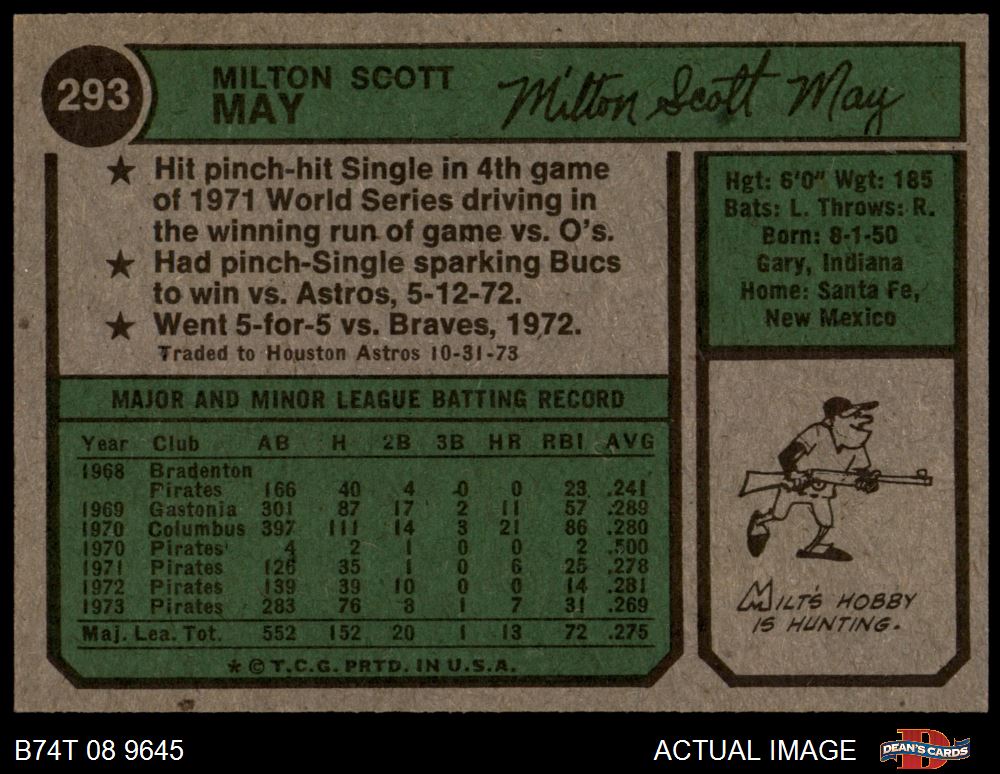 293
MILTON SCOTT
MAY
Milton Scott May
★ Hit pinch-hit Single in 4th game
of 1971 World Series driving in
the winning run of game vs. O's.
★ Had pinch-Single sparking Bucs
to win vs. Astros, 5-12-72.
★ Went 5-for-5 vs. Braves, 1972.
Traded to Houston Astros 10-31-73
Hgt: 6'0" Wgt: 185
Bats: L. Throws: R.
Born: 8-1-50
Gary, Indiana
Home: Santa Fe,
New Mexico
MAJOR AND MINOR LEAGUE BATTING RECORD
Year Club AB H 2B 3B HR RBI AVG
1968 Bradenton
Pirates 166 40 4 0 0 23 .241
1969 Gastonia 301 87 17 2 11 57 .289
1970 Columbus 397 111 14 3 21 86 .280
1970 Pirates 4 2 1 0 0 2 .500
1971 Pirates 126 35 1 0 6 25 .278
1972 Pirates 139 39 10 0 0 14 .281
1973 Pirates 283 76 8 1 7 31 .269
Maj. Lea. Tot. 552 152 20 1 13 72 .275
★ © T.C.G. PRTD. IN U.S.A.
MILT'S HOBBY
IS HUNTING.
B74T 08 9645
ACTUAL IMAGE
DEAN'S CARDS